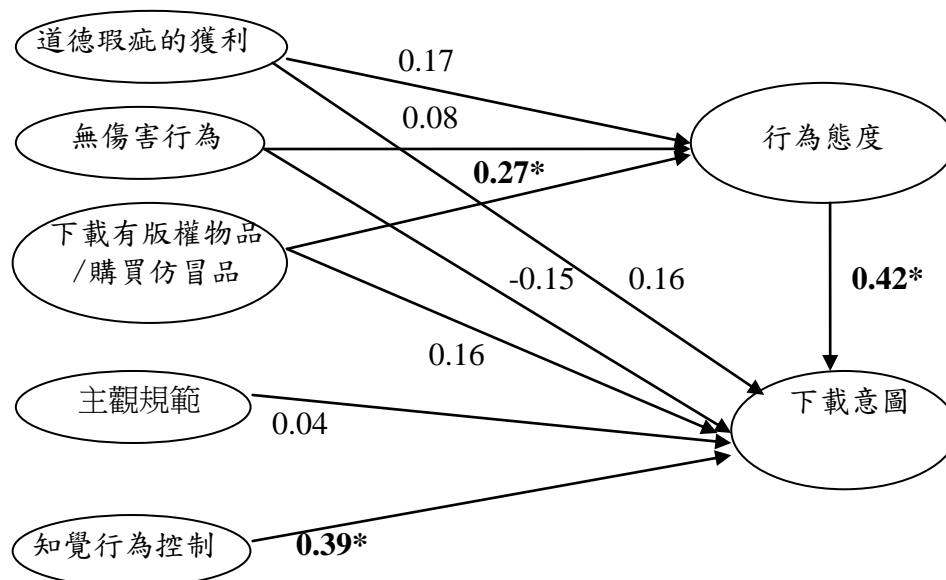 道德瑕疵的獲利
0.17
無傷害行為
0.08
行為態度
0.27*
下載有版權物品
/購買仿冒品
-0.15
0.16
0.42*
0.16
主觀規範
0.04
下載意圖
知覺行為控制
0.39*